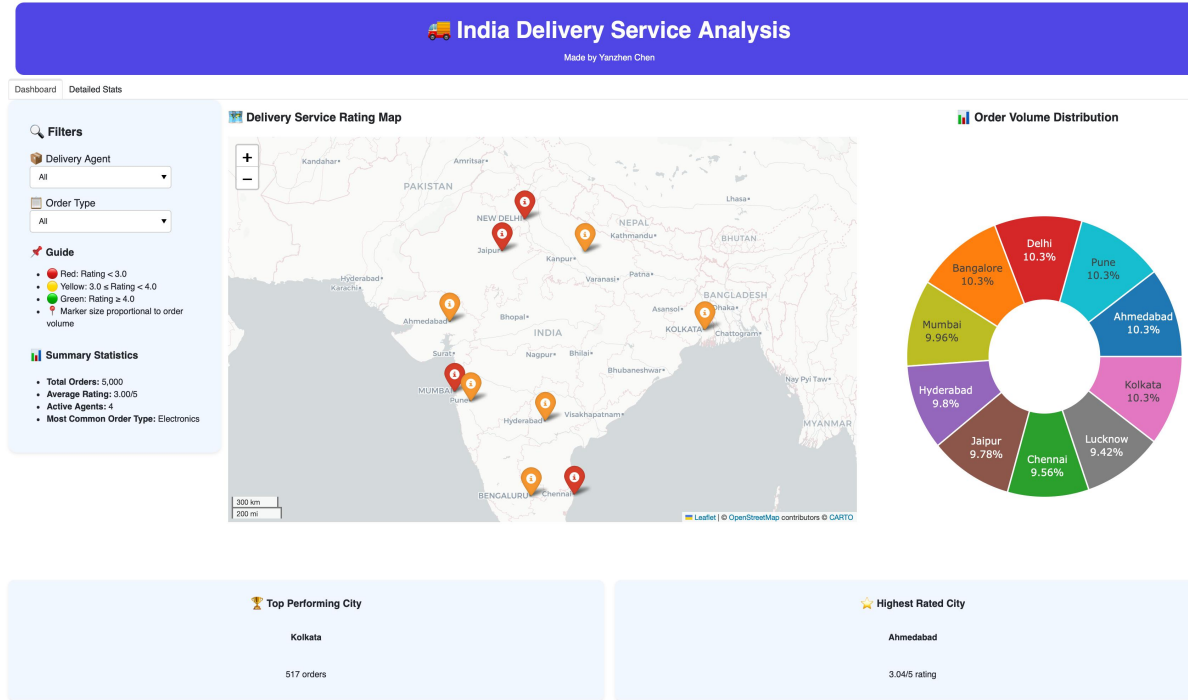 India Delivery Service Analysis
Made by Yanzhen Chen
Dashboard Detailed Stats
Filters
Delivery Agent
All
Order Type
All
Guide
Red: Rating < 3.0
Yellow: 3.0 ≤ Rating < 4.0
Green: Rating ≥ 4.0
Marker size proportional to order
volume
Summary Statistics
Total Orders: 5,000
Average Rating: 3.00/5
Active Agents: 4
Most Common Order Type: Electronics
Delivery Service Rating Map
+
−
Kandahar
Amritsar
PAKISTAN
Lhasa
NEW DELHI
NEPAL
Kathmandu
BHUTAN
Jaipur
Kanpur
Hyderabad
Karachi
Varanasi
Patna
BANGLADESH
Dhaka
Ahmedabad
Bhopal
Asansol
KOLKATA
Chattogram
INDIA
Surat
Nagpur
Bhilai
Bhubaneshwar
Nay Pyi Taw
MUMBAI
Pune
Hyderabad
Visakhapatnam
MYANMAR
BENGALURU
Chennai
300 km
200 mi
Leaflet | © OpenStreetMap contributors © CARTO
Order Volume Distribution
Delhi
10.3%
Pune
10.3%
Ahmedabad
10.3%
Kolkata
10.3%
Lucknow
9.42%
Chennai
9.56%
Jaipur
9.78%
Hyderabad
9.8%
Mumbai
9.96%
Bangalore
10.3%
Top Performing City
Kolkata
517 orders
Highest Rated City
Ahmedabad
3.04/5 rating